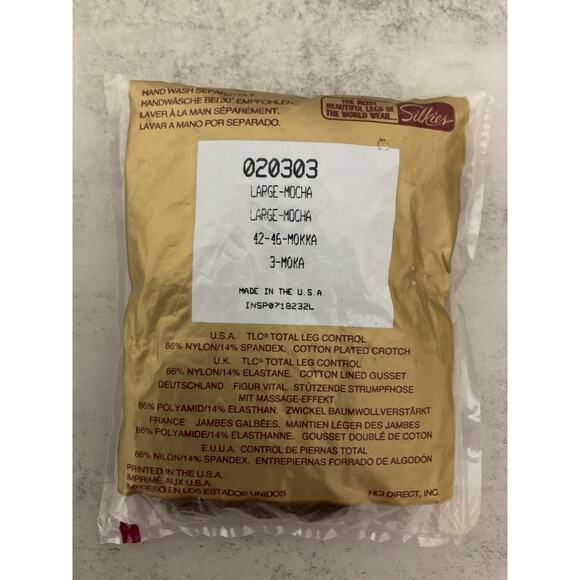 HAND WASH SEPARATELY
HANDWÄSCHE BEI 30° EMPFOHLEN.
LAVER À LA MAIN SÉPARÉMENT.
LAVAR A MANO POR SEPARADO.
THE MOST
BEAUTIFUL LEGS IN
THE WORLD WEAR...
Silkies
020303
LARGE-MOCHA
LARGE-MOCHA
42-46-MOKKA
3-MOKA
MADE IN THE U.S.A.
INSP0718232L
U.S.A. TLC® TOTAL LEG CONTROL
86% NYLON/14% SPANDEX. COTTON PLATED CROTCH
U.K. TLC® TOTAL LEG CONTROL
86% NYLON/14% ELASTANE. COTTON LINED GUSSET
DEUTSCHLAND FIGUR VITAL. STÜTZENDE STRUMPFHOSE
MIT MASSAGE-EFFEKT
86% POLYAMID/14% ELASTHAN. ZWICKEL BAUMWOLLVERSTÄRKT
FRANCE JAMBES GALBÉES. MAINTIEN LÉGER DES JAMBES
86% POLYAMIDE/14% ELASTHANNE. GOUSSET DOUBLÉ DE COTON
E.U.U.A. CONTROL DE PIERNAS TOTAL
86% NILÓN/14% SPANDEX. ENTREPIERNAS FORRADO DE ALGODÓN
PRINTED IN THE U.S.A.
IMPRIMÉ AUX U.S.A.
IMPRESO EN LOS ESTADOS UNIDOS
HCI DIRECT, INC.